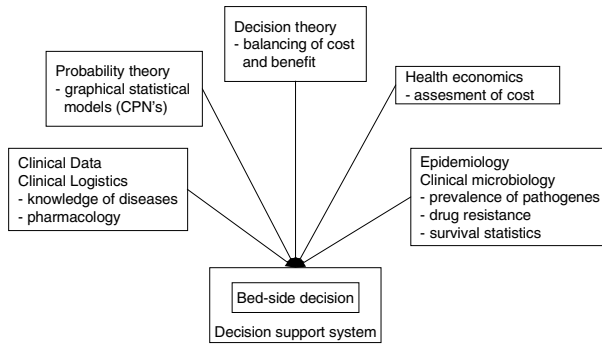 Decision theory
- balancing of cost
and benefit
Probability theory
- graphical statistical
models (CPN's)
Health economics
- assesment of cost
Clinical Data
Clinical Logistics
- knowledge of diseases
- pharmacology
Epidemiology
Clinical microbiology
- prevalence of pathogenes
- drug resistance
- survival statistics
Bed-side decision
Decision support system